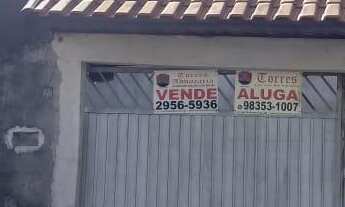 Torres
VENDE
2956-5936
Torres
ALUGA
98353-1007